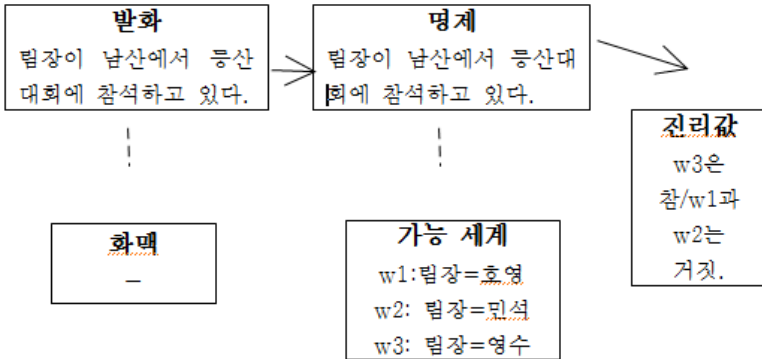 발화
팀장이 남산에서 등산
대회에 참석하고 있다.
명제
팀장이 남산에서 등산대
회에 참석하고 있다.
진리값
w3은
참/w1과
w2는
거짓.
화맥
–
가능 세계
w1:팀장=호영
w2: 팀장=민석
w3: 팀장=영수